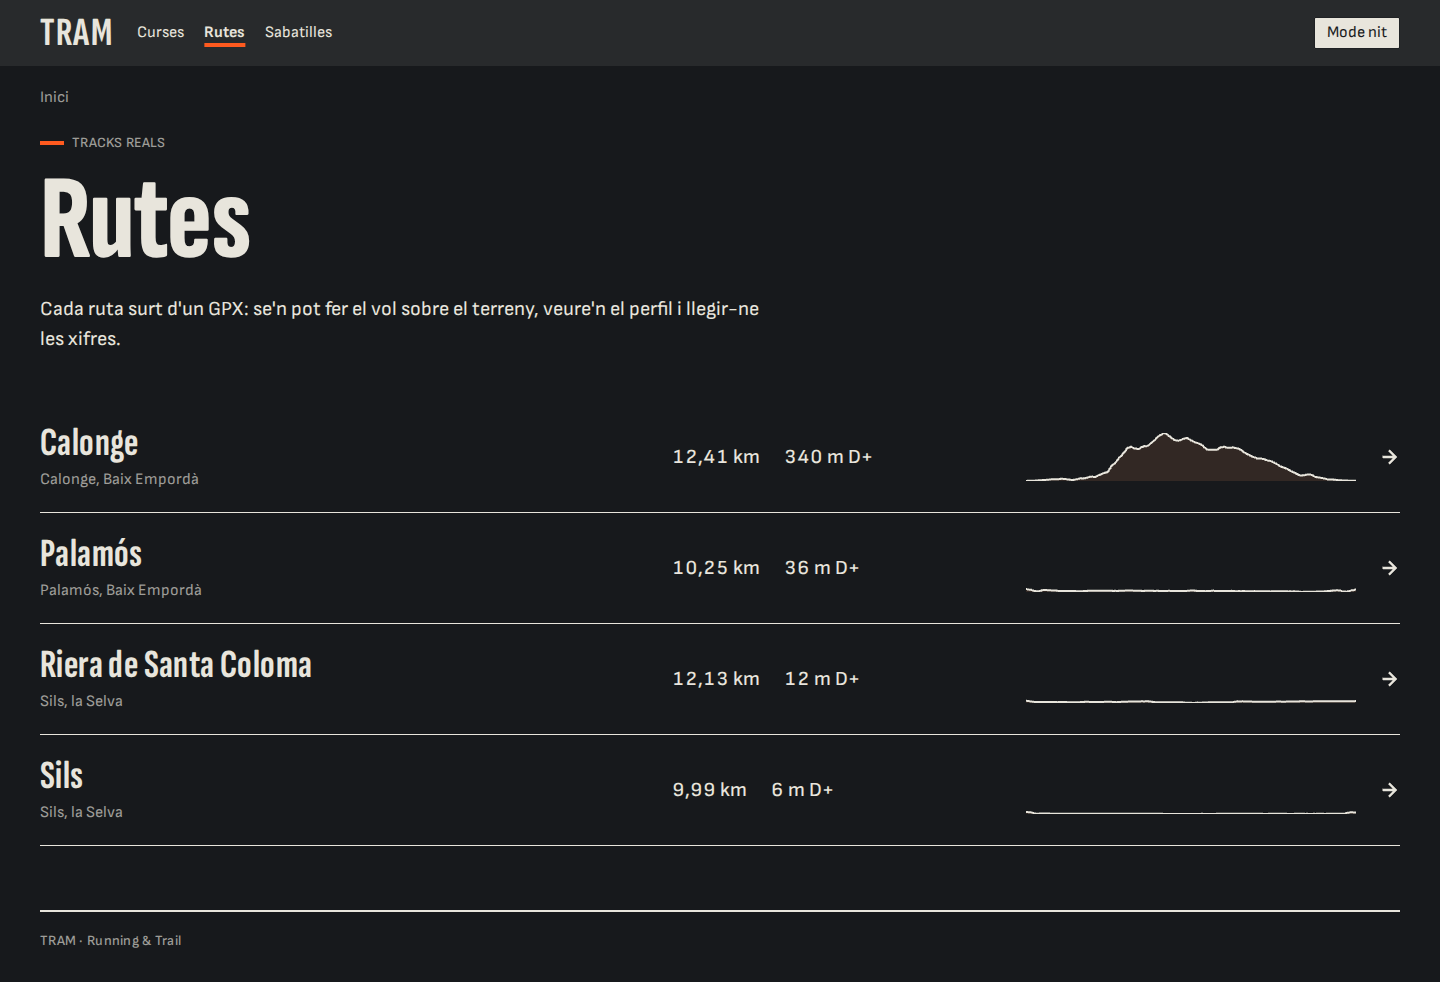 TRAM
Curses
Rutes
Sabatilles
Mode nit
Inici
TRACKS REALS
Rutes
Cada ruta surt d'un GPX: se'n pot fer el vol sobre el terreny, veure'n el perfil i llegir-ne
les xifres.
Calonge
Calonge, Baix Empordà
12,41 km
340 m D+
Palamós
Palamós, Baix Empordà
10,25 km
36 m D+
Riera de Santa Coloma
Sils, la Selva
12,13 km
12 m D+
Sils
Sils, la Selva
9,99 km
6 m D+
TRAM · Running & Trail